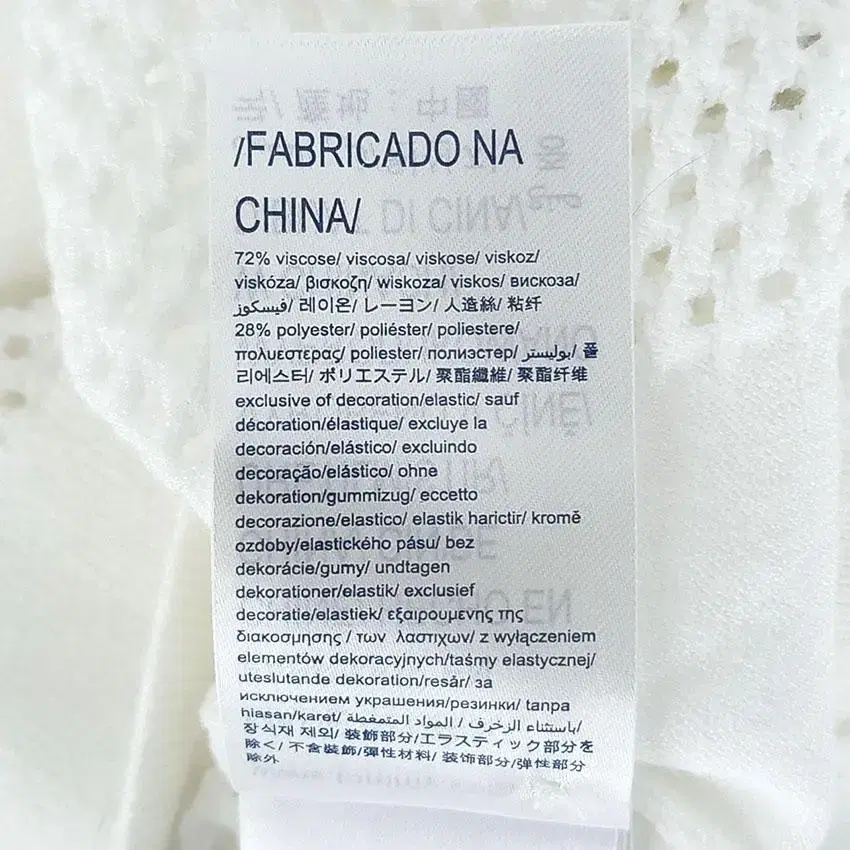 /FABRICADO NA
CHINA/
72% viscose/ viscosa/ viskose/ viskoz/
viskóza/ βισκοζη/ wiskoza/ viskos/ вискоза/
فيسكوز/ 레이온/ レーヨン/ 人造絲/ 粘纤
28% polyester/ poliéster/ poliestere/
πολυεστερας/ poliester/ полиэстер/ بوليستر/ 폴
리에스터/ ポリエステル/ 聚酯纖維/ 聚酯纤维
exclusive of decoration/elastic/ sauf
décoration/élastique/ excluye la
decoración/elástico/ excluindo
decoração/elástico/ ohne
dekoration/gummizug/ eccetto
decorazione/elastico/ elastik harictir/ kromě
ozdoby/elastického pásu/ bez
dekorácie/gumy/ undtagen
dekorationer/elastik/ exclusief
decoratie/elastiek/ εξαιρουμενης της
διακοσμησης / των λαστιχων/ z wyłączeniem
elementów dekoracyjnych/taśmy elastycznej/
uteslutande dekoration/resår/ за
исключением украшения/резинки/ tanpa
hiasan/karet/ باستثناء الزخرف / المواد المتمغطة/
장식재 제외/ 装飾部分/エラスティック部分を
除く/ 不含裝飾/彈性材料/ 装饰部分/弹性部分
除外